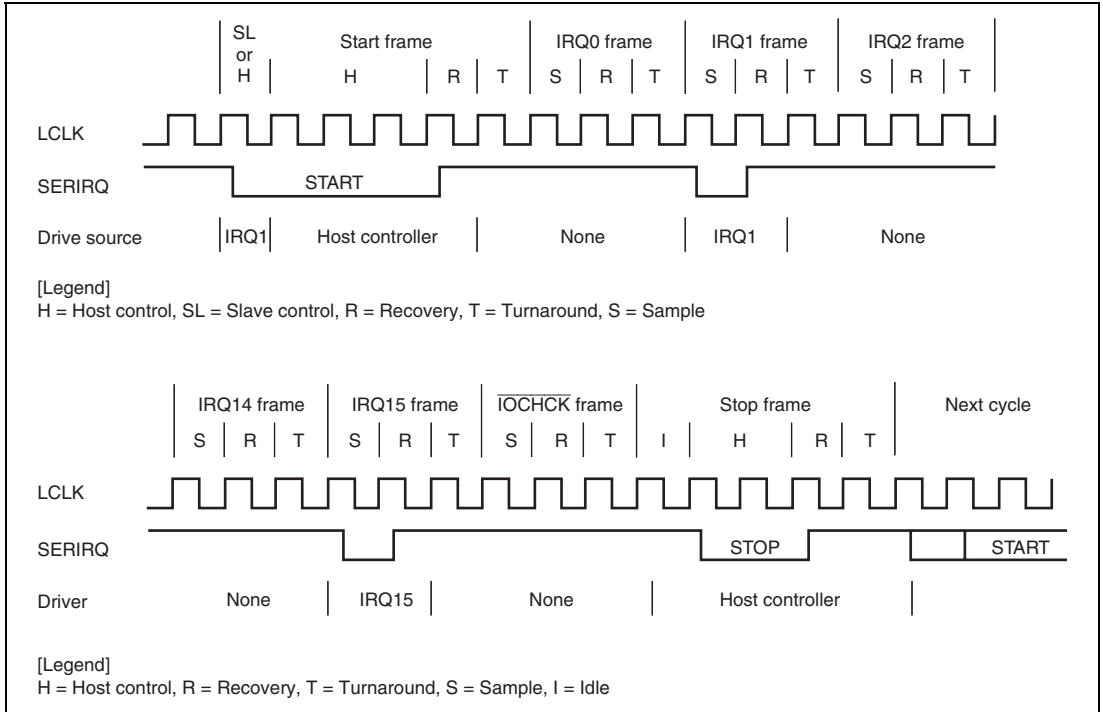 SL
or
H
Start frame
IRQ0 frame
IRQ1 frame
IRQ2 frame
H R T S R T S R T S R T
LCLK
SERIRQ
START
Drive source
IRQ1
Host controller
None
IRQ1
None
[Legend]
H = Host control, SL = Slave control, R = Recovery, T = Turnaround, S = Sample
IRQ14 frame
IRQ15 frame
IOCHCK frame
Stop frame
Next cycle
S R T S R T S R T I H R T
LCLK
SERIRQ
STOP
START
Driver
None
IRQ15
None
Host controller
[Legend]
H = Host control, R = Recovery, T = Turnaround, S = Sample, I = Idle